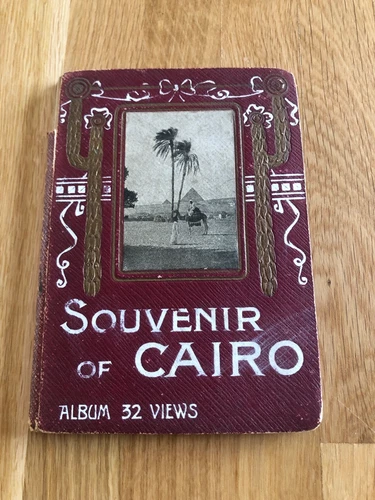 SOUVENIR
OF CAIRO
ALBUM 32 VIEWS